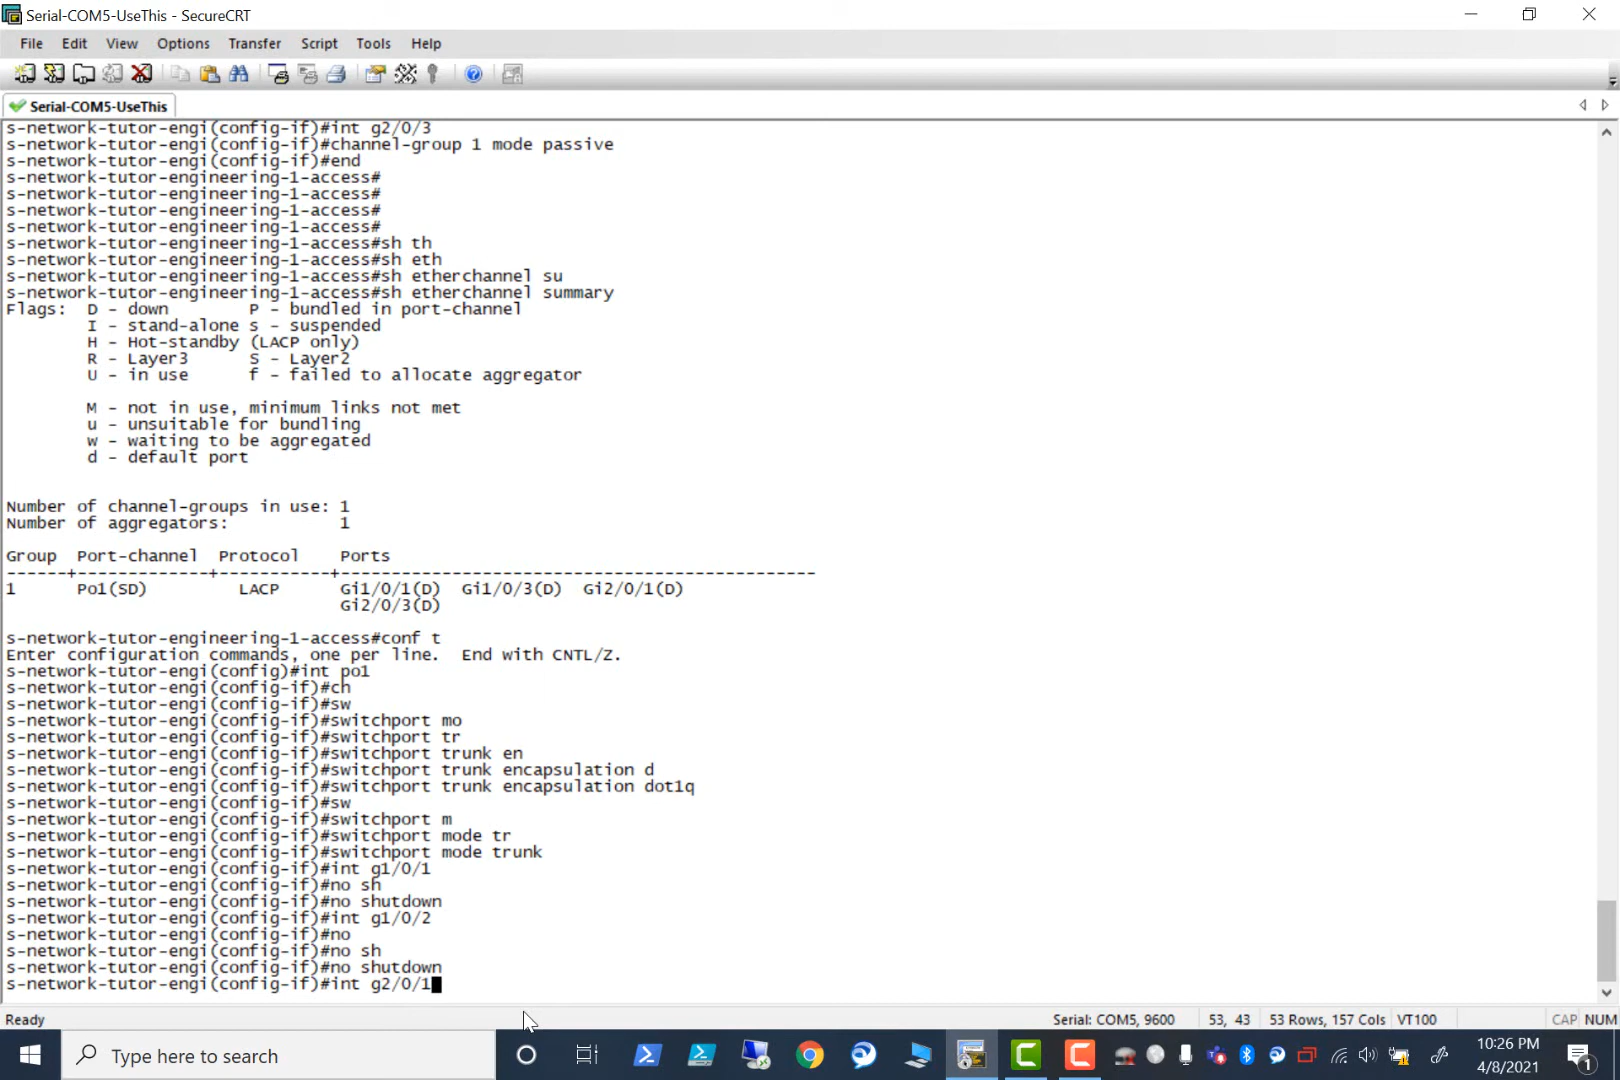 Serial-COM5-UseThis - SecureCRT
File Edit View Options Transfer Script Tools Help
Serial-COM5-UseThis
s-network-tutor-engi(config-if)#int g2/0/3
s-network-tutor-engi(config-if)#channel-group 1 mode passive
s-network-tutor-engi(config-if)#end
s-network-tutor-engineering-1-access#
s-network-tutor-engineering-1-access#
s-network-tutor-engineering-1-access#
s-network-tutor-engineering-1-access#
s-network-tutor-engineering-1-access#sh th
s-network-tutor-engineering-1-access#sh eth
s-network-tutor-engineering-1-access#sh etherchannel su
s-network-tutor-engineering-1-access#sh etherchannel summary
Flags:  D - down        P - bundled in port-channel
        I - stand-alone s - suspended
        H - Hot-standby (LACP only)
        R - Layer3      S - Layer2
        U - in use      f - failed to allocate aggregator
        M - not in use, minimum links not met
        u - unsuitable for bundling
        w - waiting to be aggregated
        d - default port
Number of channel-groups in use: 1
Number of aggregators:           1
Group  Port-channel  Protocol    Ports
------+-------------+-----------+-----------------------------------------------
1      Po1(SD)         LACP      Gi1/0/1(D)  Gi1/0/3(D)  Gi2/0/1(D)
                                 Gi2/0/3(D)
s-network-tutor-engineering-1-access#conf t
Enter configuration commands, one per line.  End with CNTL/Z.
s-network-tutor-engi(config)#int po1
s-network-tutor-engi(config-if)#ch
s-network-tutor-engi(config-if)#sw
s-network-tutor-engi(config-if)#switchport mo
s-network-tutor-engi(config-if)#switchport tr
s-network-tutor-engi(config-if)#switchport trunk en
s-network-tutor-engi(config-if)#switchport trunk encapsulation d
s-network-tutor-engi(config-if)#switchport trunk encapsulation dot1q
s-network-tutor-engi(config-if)#sw
s-network-tutor-engi(config-if)#switchport m
s-network-tutor-engi(config-if)#switchport mode tr
s-network-tutor-engi(config-if)#switchport mode trunk
s-network-tutor-engi(config-if)#int g1/0/1
s-network-tutor-engi(config-if)#no sh
s-network-tutor-engi(config-if)#no shutdown
s-network-tutor-engi(config-if)#int g1/0/2
s-network-tutor-engi(config-if)#no
s-network-tutor-engi(config-if)#no sh
s-network-tutor-engi(config-if)#no shutdown
s-network-tutor-engi(config-if)#int g2/0/1
Ready Serial: COM5, 9600 53, 43 53 Rows, 157 Cols VT100 CAP NUM
Type here to search
10:26 PM
4/8/2021
1